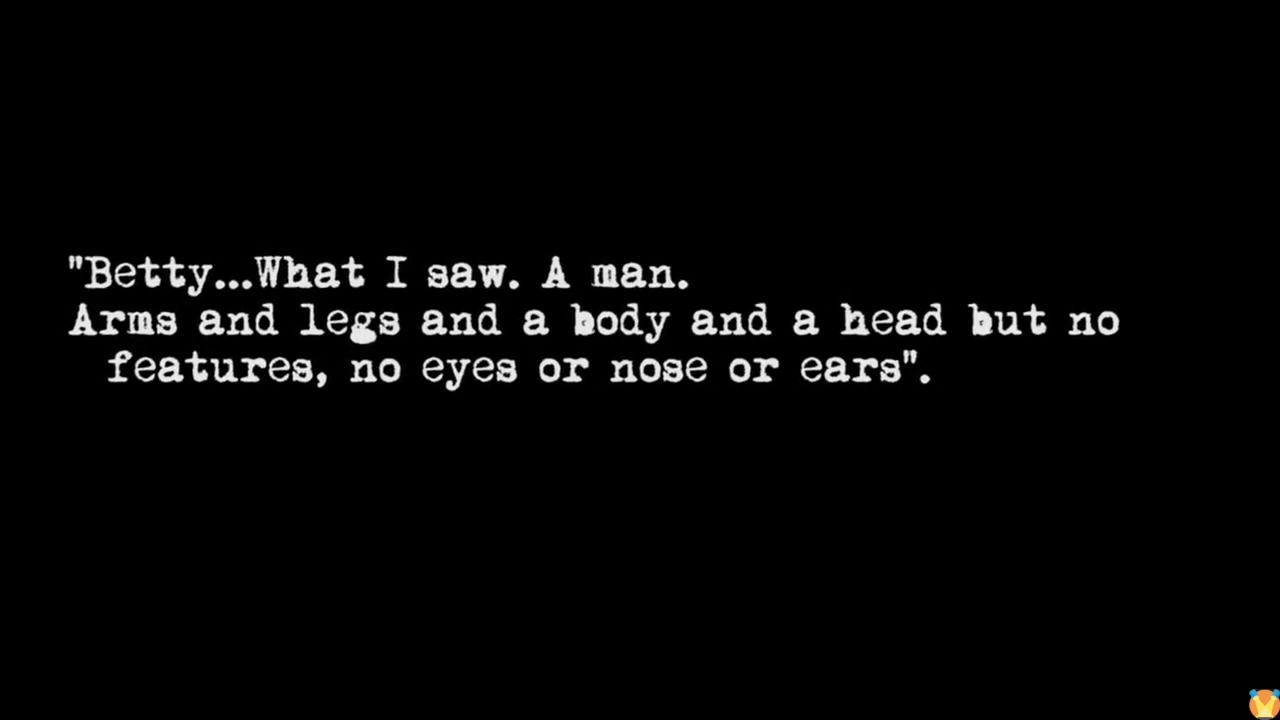 "Betty...What I saw. A man.
Arms and legs and a body and a head but no
features, no eyes or nose or ears".